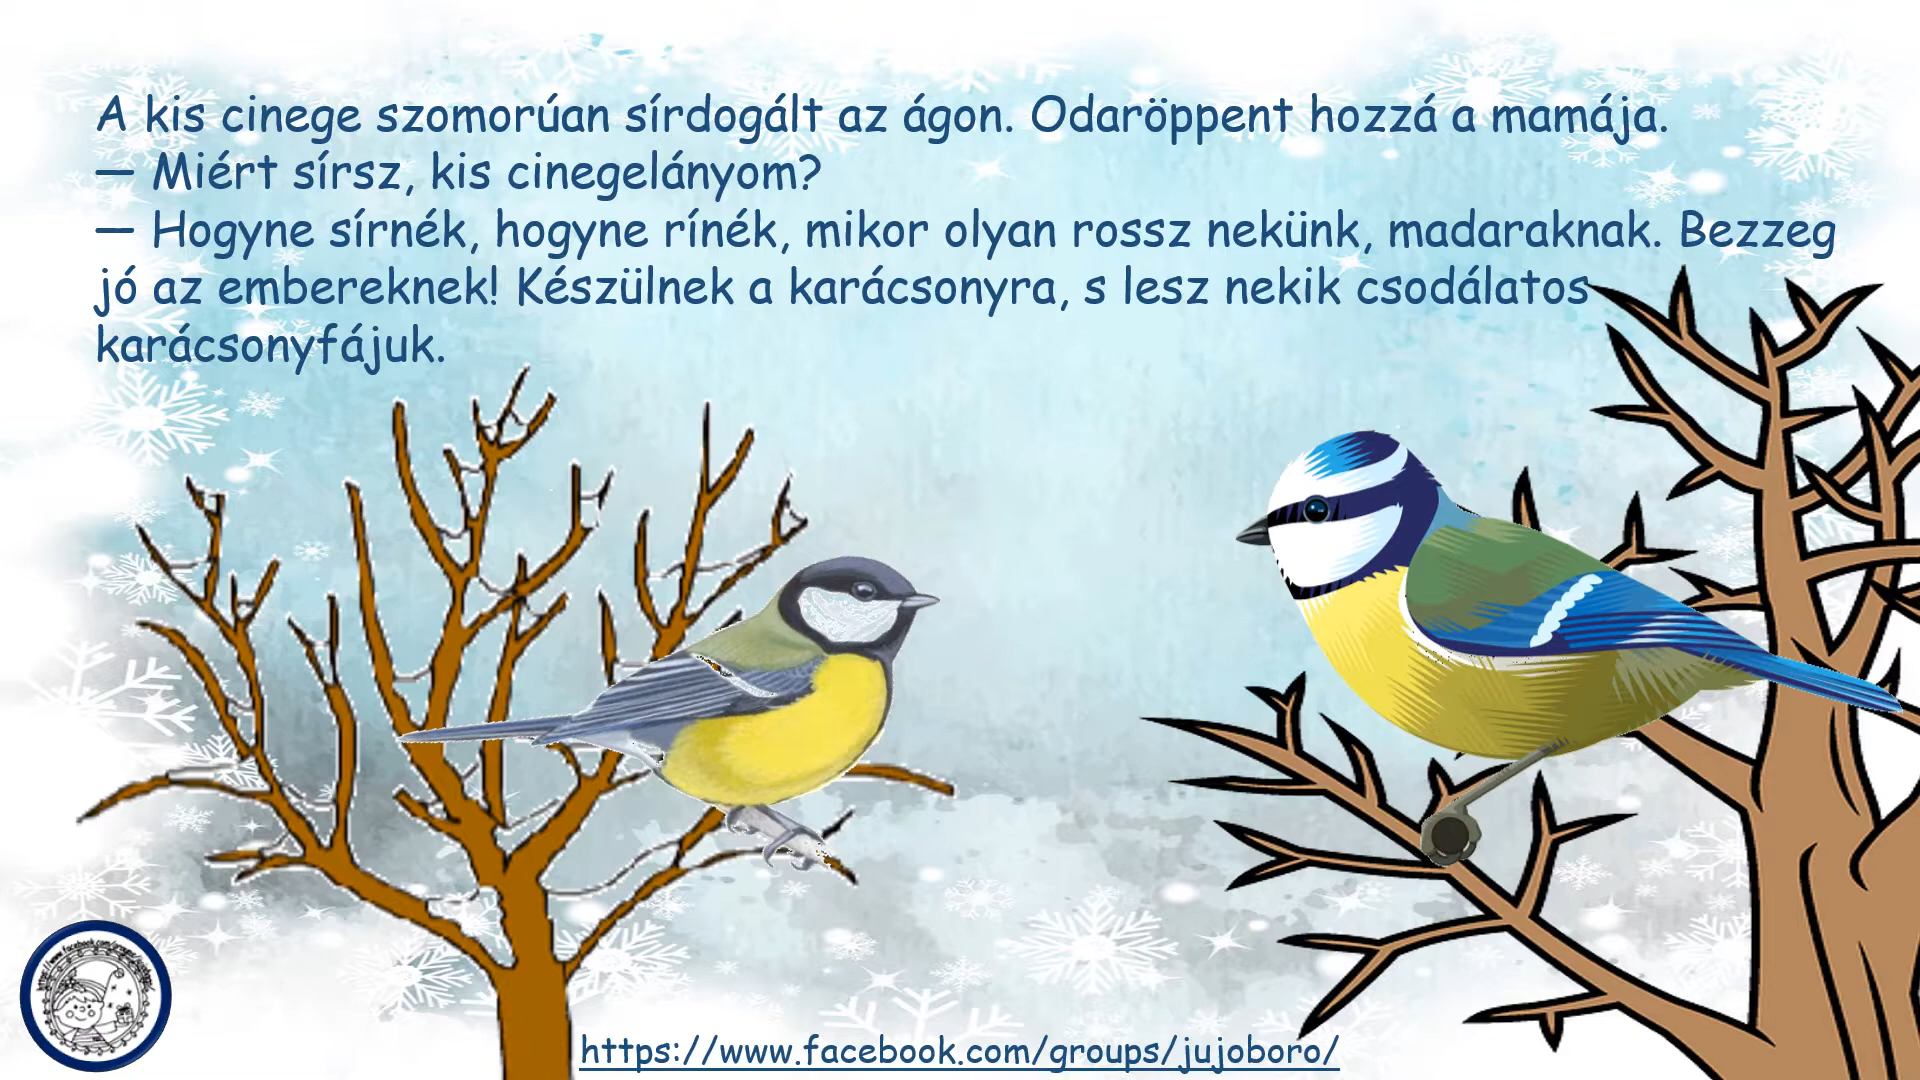 A kis cinege szomorúan sírdogált az ágon. Odaröppent hozzá a mamája.
— Miért sírsz, kis cinegelányom?
— Hogyne sírnék, hogyne rínék, mikor olyan rossz nekünk, madaraknak. Bezzeg
jó az embereknek! Készülnek a karácsonyra, s lesz nekik csodálatos
karácsonyfájuk.
https://www.facebook.com/groups/jujoboro/